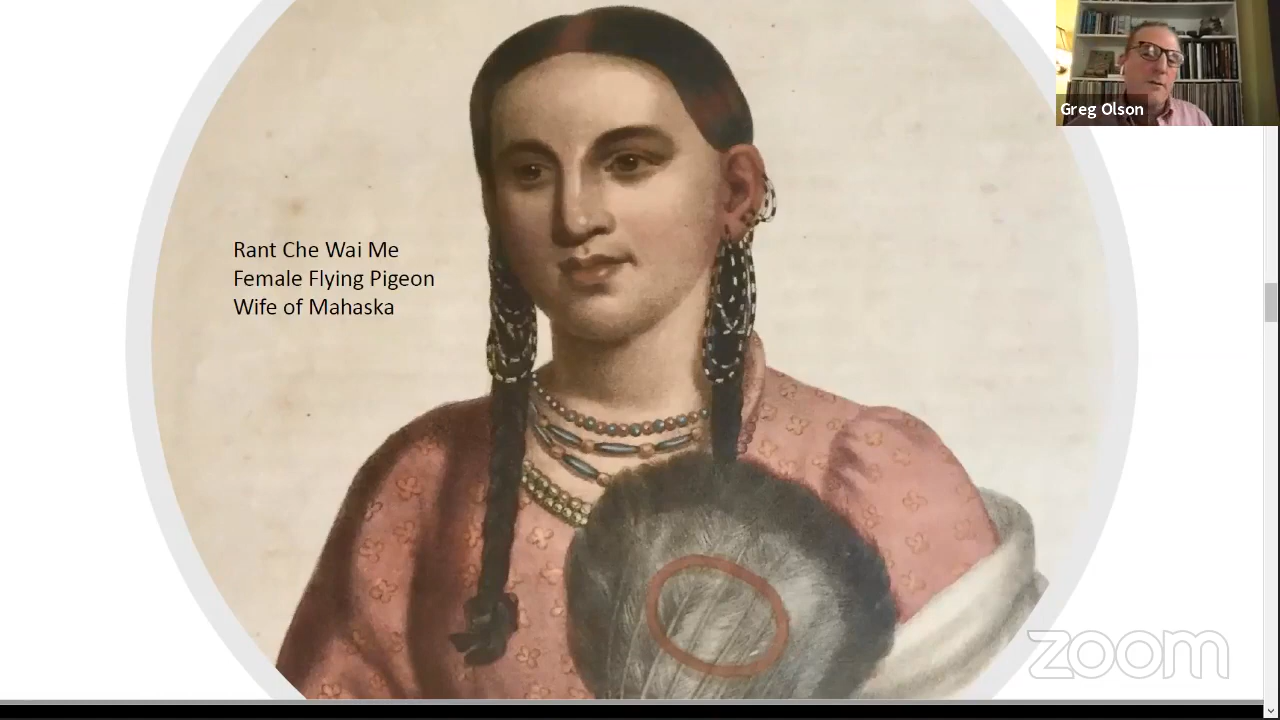 Rant Che Wai Me
Female Flying Pigeon
Wife of Mahaska
Greg Olson
zoom